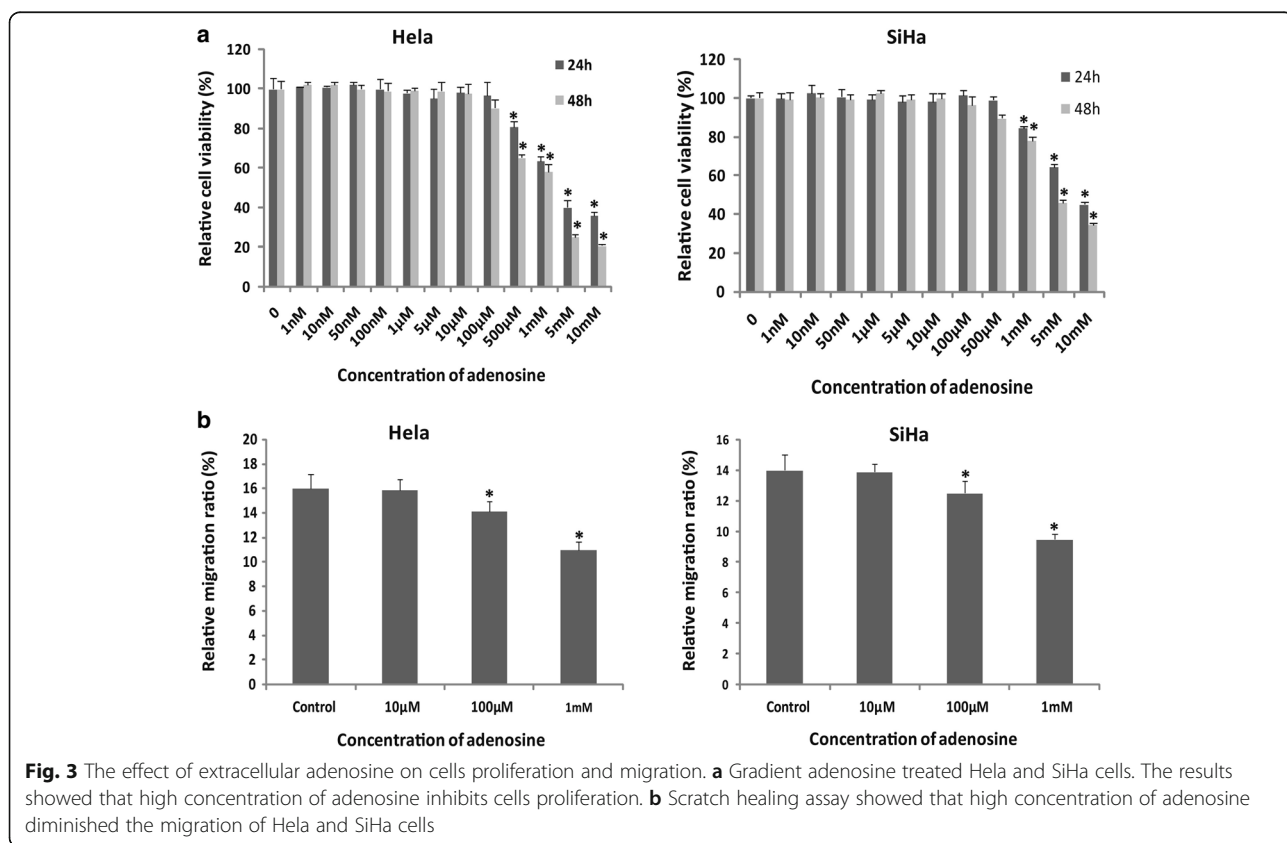 a
Hela
120
100
80
60
40
20
0
Relative cell viability (%)
24h
48h
* * * * * * * *
0 1nM 10nM 50nM 100nM 1µM 5µM 10µM 100µM 500µM 1mM 5mM 10mM
Concentration of adenosine
SiHa
120
100
80
60
40
20
0
Relative cell viability (%)
24h
48h
* * * * * *
0 1nM 10nM 50nM 1µM 5µM 10µM 100µM 500µM 1mM 5mM 10mM
Concentration of adenosine
b
Hela
20
18
16
14
12
10
8
6
4
2
0
Relative migration ratio (%)
* *
Control 10µM 100µM 1mM
Concentration of adenosine
SiHa
16
14
12
10
8
6
4
2
0
Relative migration ratio (%)
* *
Control 10µM 100µM 1mM
Concentration of adenosine
Fig. 3 The effect of extracellular adenosine on cells proliferation and migration. a Gradient adenosine treated Hela and SiHa cells. The results
showed that high concentration of adenosine inhibits cells proliferation. b Scratch healing assay showed that high concentration of adenosine
diminished the migration of Hela and SiHa cells